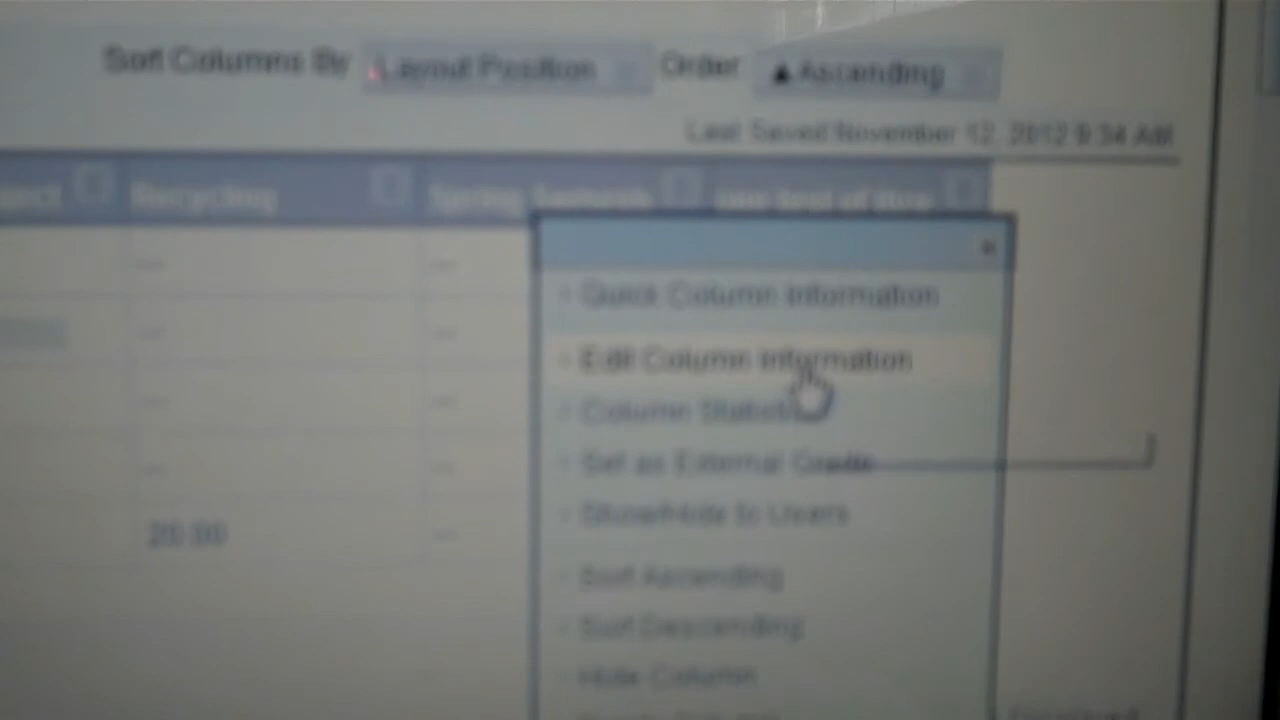 Sort Columns By Layout Position Order Ascending
Last Saved November 12, 2012 9:34 AM
Recycling Spring
Quick Column Information
Edit Column Information
Column
Set as External Grade
Show/Hide to Users
20.00
Sort Ascending
Sort Descending
Hide Column